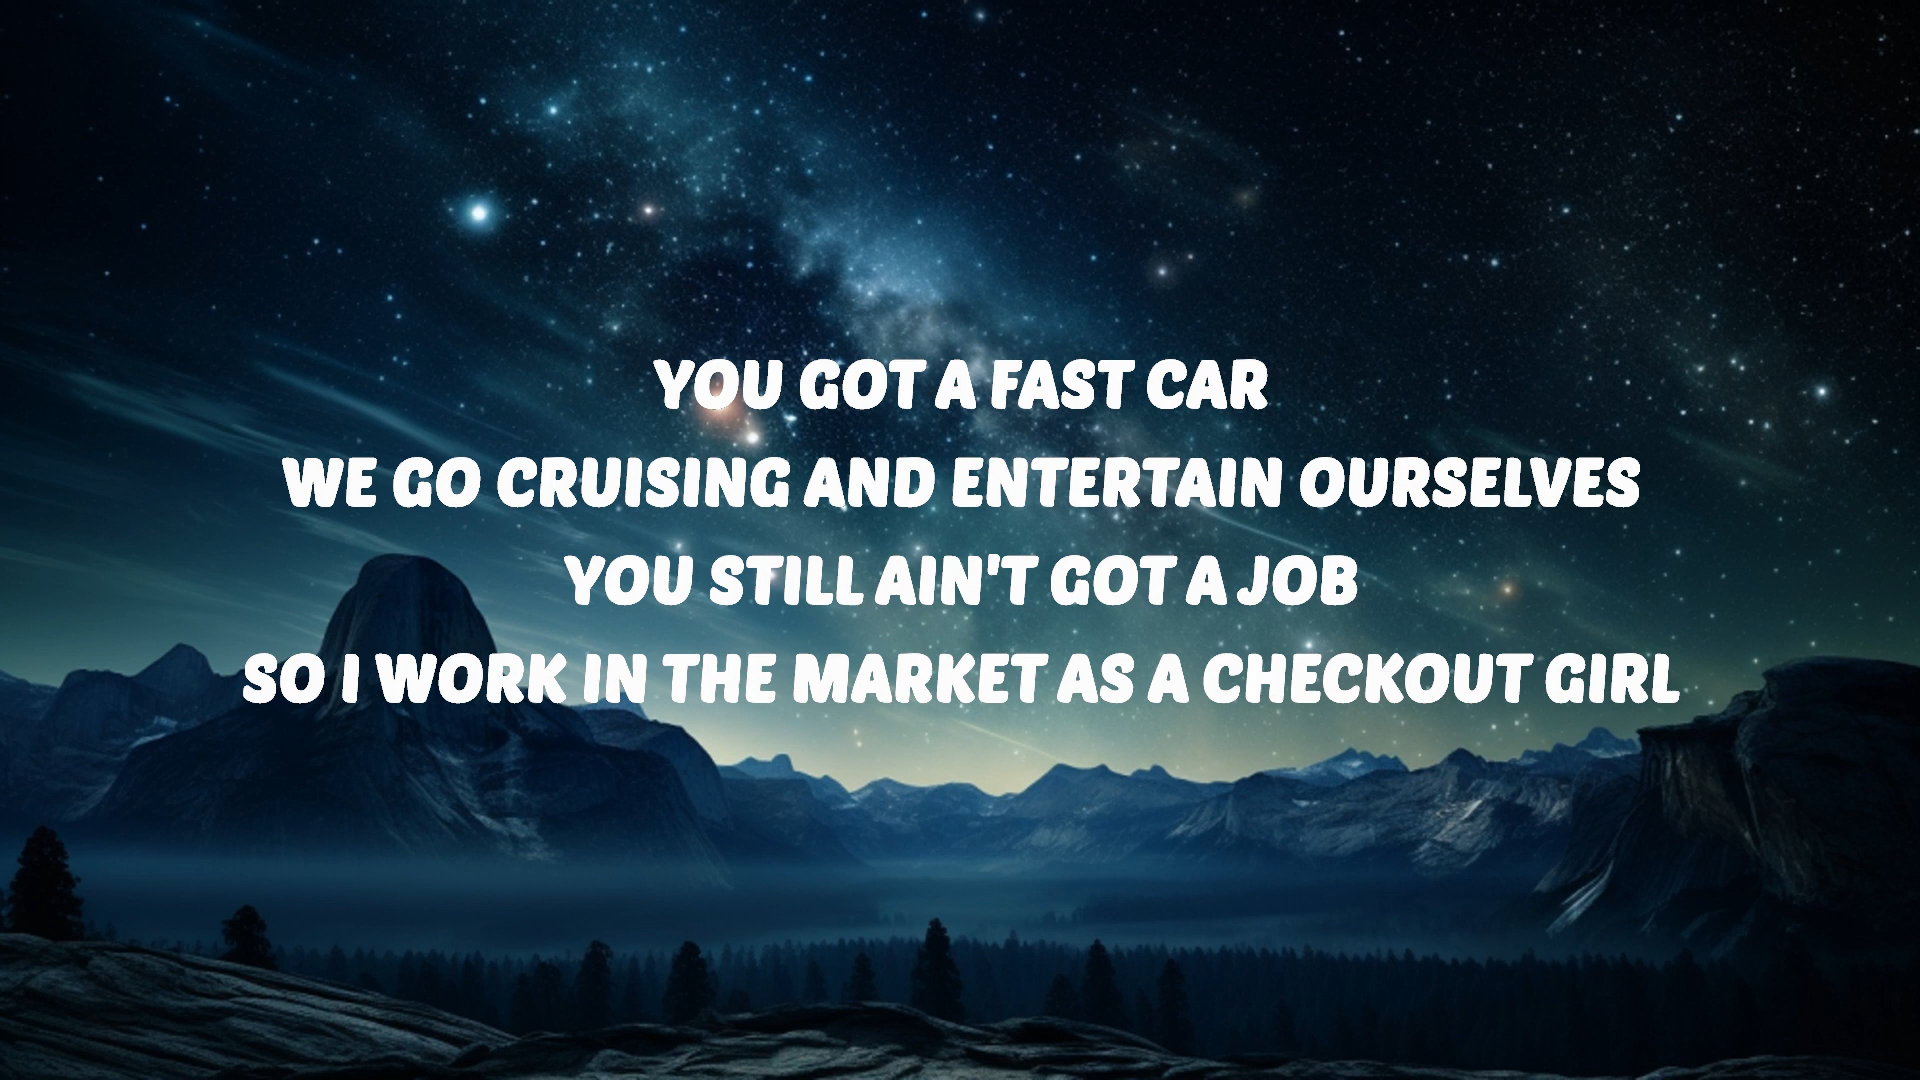 YOU GOT A FAST CAR
WE GO CRUISING AND ENTERTAIN OURSELVES
YOU STILL AIN'T GOT A JOB
SO I WORK IN THE MARKET AS A CHECKOUT GIRL